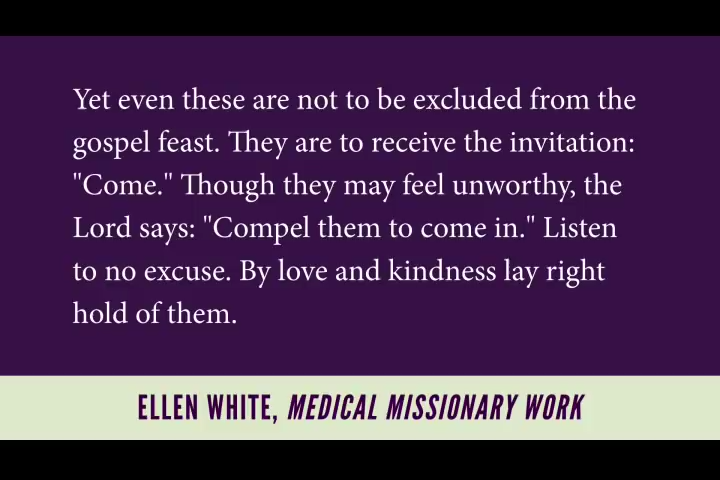 Yet even these are not to be excluded from the
gospel feast. They are to receive the invitation:
"Come." Though they may feel unworthy, the
Lord says: "Compel them to come in." Listen
to no excuse. By love and kindness lay right
hold of them.
ELLEN WHITE, MEDICAL MISSIONARY WORK